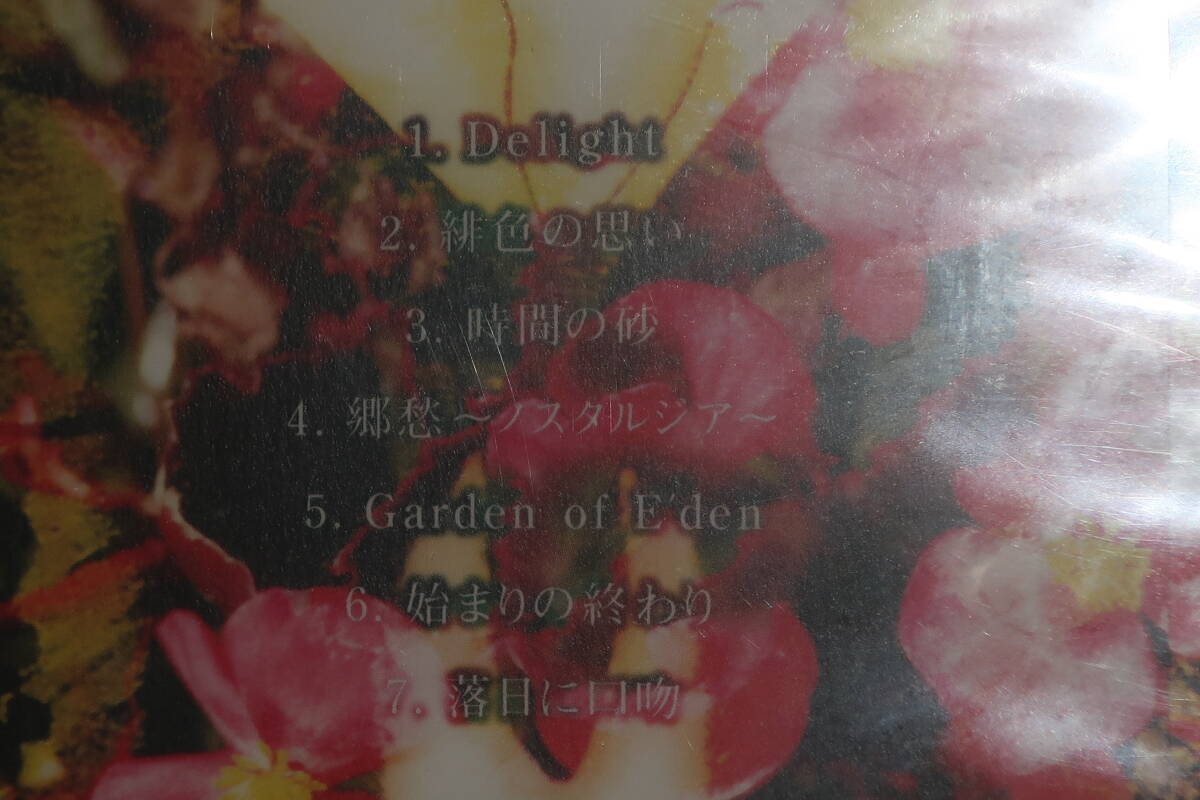 1. Delight
2. 緋色の思い
3. 時間の砂
4. 郷愁～ノスタルジア～
5. Garden of E'den
6. 始まりの終わり
7. 落日に口吻